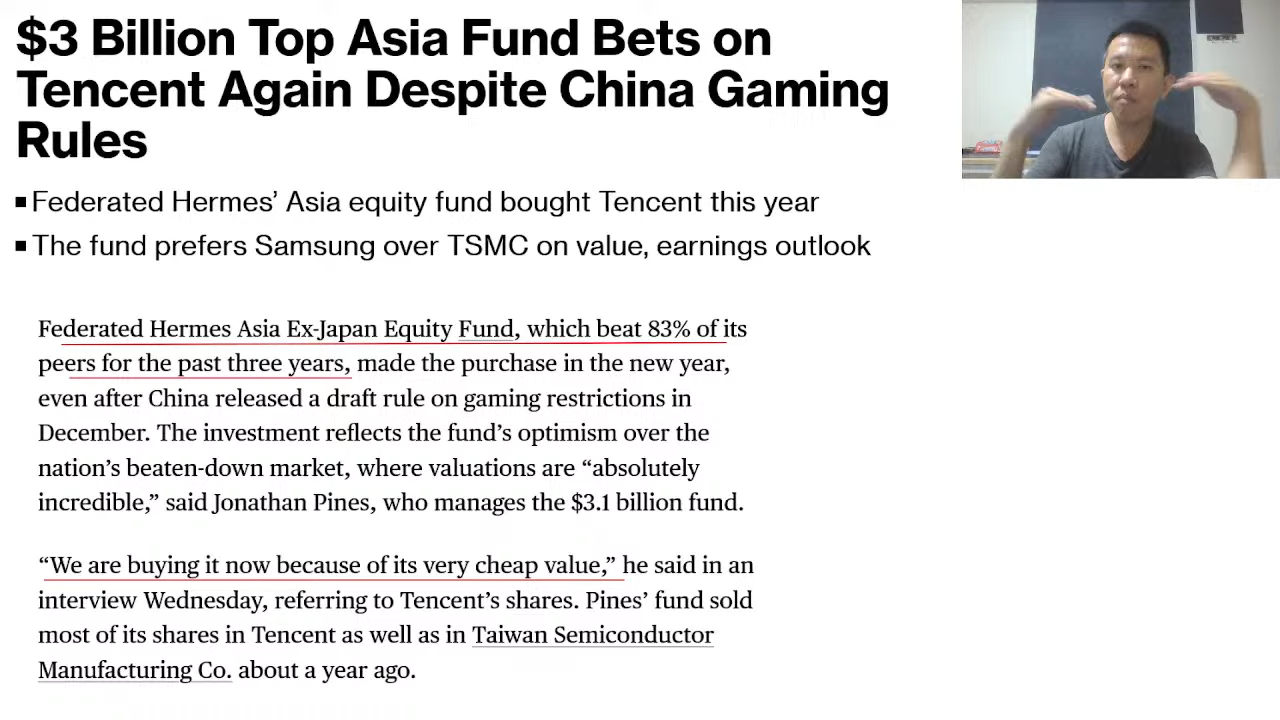 $3 Billion Top Asia Fund Bets on
Tencent Again Despite China Gaming
Rules
▪ Federated Hermes’ Asia equity fund bought Tencent this year
▪ The fund prefers Samsung over TSMC on value, earnings outlook
Federated Hermes Asia Ex-Japan Equity Fund, which beat 83% of its
peers for the past three years, made the purchase in the new year,
even after China released a draft rule on gaming restrictions in
December. The investment reflects the fund’s optimism over the
nation’s beaten-down market, where valuations are “absolutely
incredible,” said Jonathan Pines, who manages the $3.1 billion fund.
“We are buying it now because of its very cheap value,” he said in an
interview Wednesday, referring to Tencent’s shares. Pines’ fund sold
most of its shares in Tencent as well as in Taiwan Semiconductor
Manufacturing Co. about a year ago.